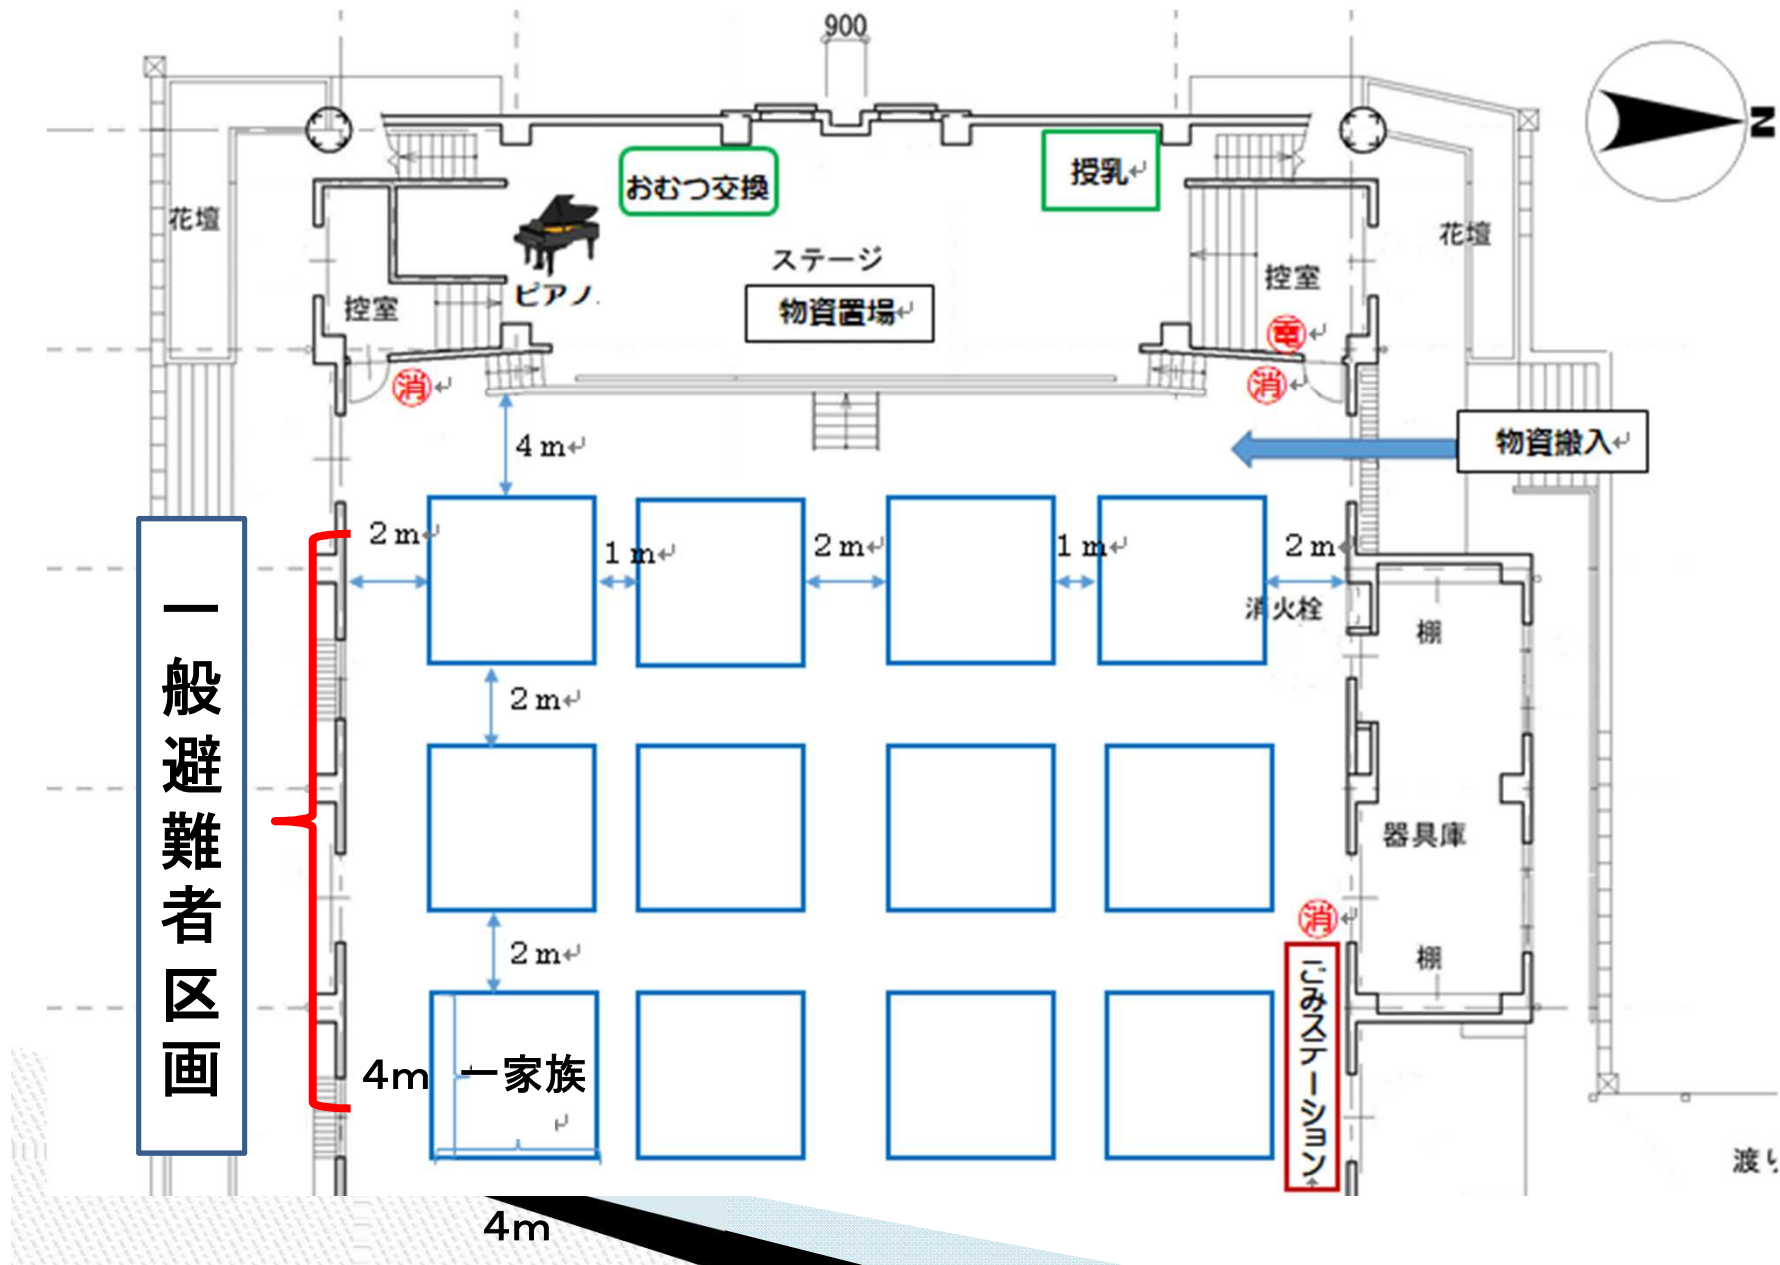 900
N
おむつ交換
授乳
花壇
花壇
ステージ
控室
控室
ピアノ
物資置場
電
消
消
4m
物資搬入
2m
1m
2m
1m
2m
消火栓
棚
一般避難者区画
2m
器具庫
消
2m
棚
ごみステーション
4m
一家族
渡り
4m